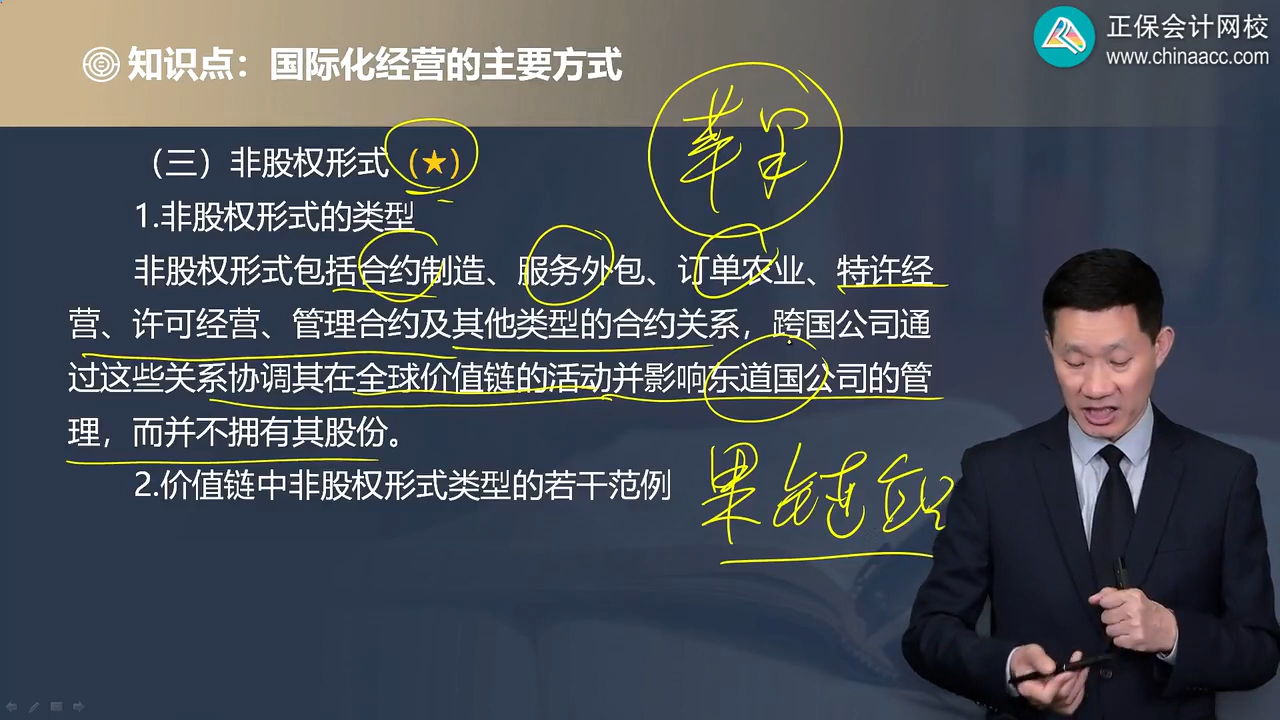 正保会计网校
www.chinaacc.com
知识点：国际化经营的主要方式
（三）非股权形式（★）
1.非股权形式的类型
非股权形式包括合约制造、服务外包、订单农业、特许经
营、许可经营、管理合约及其他类型的合约关系，跨国公司通
过这些关系协调其在全球价值链的活动并影响东道国公司的管
理，而并不拥有其股份。
2.价值链中非股权形式类型的若干范例